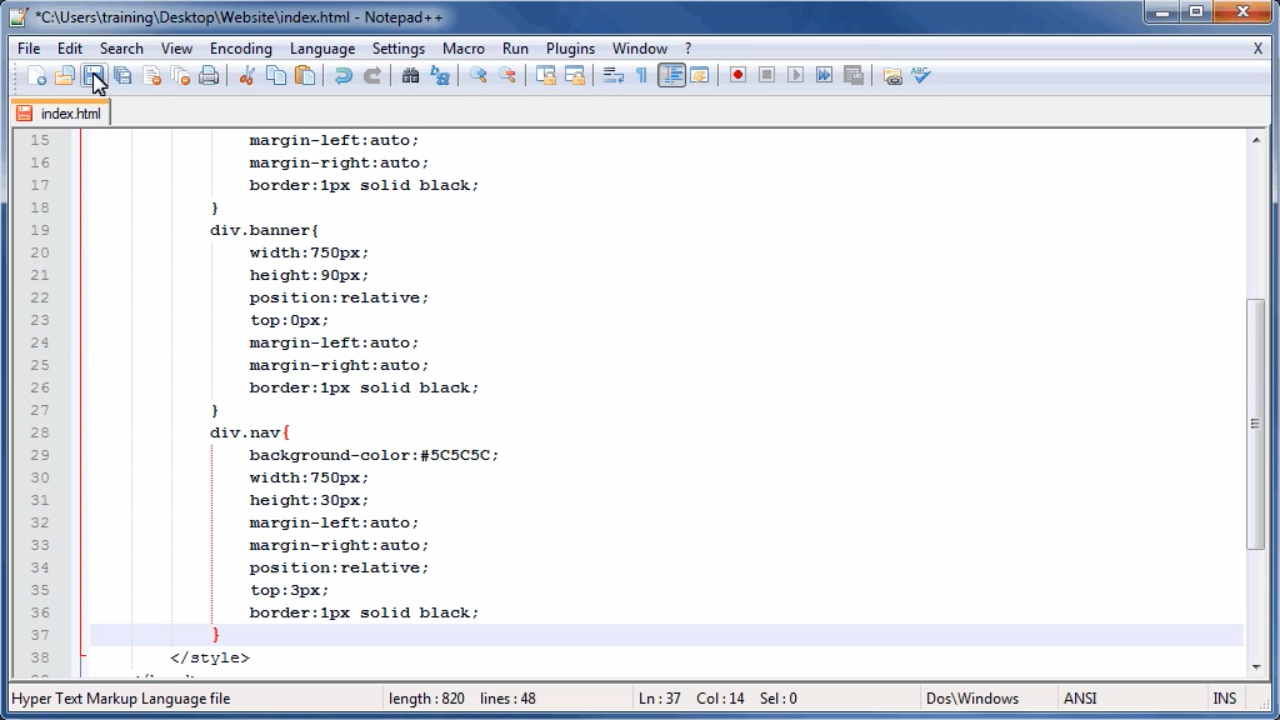 *C:\Users\training\Desktop\Website\index.html - Notepad++
File Edit Search View Encoding Language Settings Macro Run Plugins Window ? X
index.html
15 margin-left:auto;
16 margin-right:auto;
17 border:1px solid black;
18 }
19 div.banner{
20 width:750px;
21 height:90px;
22 position:relative;
23 top:0px;
24 margin-left:auto;
25 margin-right:auto;
26 border:1px solid black;
27 }
28 div.nav{
29 background-color:#5C5C5C;
30 width:750px;
31 height:30px;
32 margin-left:auto;
33 margin-right:auto;
34 position:relative;
35 top:3px;
36 border:1px solid black;
37 }
38 </style>
Hyper Text Markup Language file length : 820 lines : 48 Ln : 37 Col : 14 Sel : 0 Dos\Windows ANSI INS